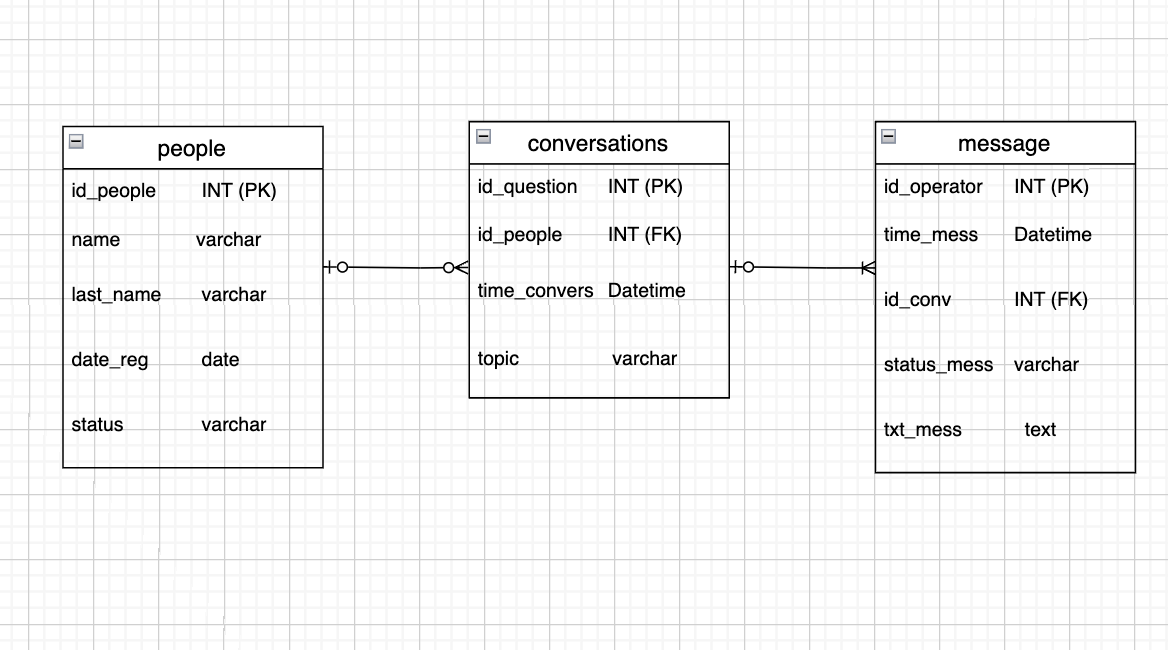 people
id_people INT (PK)
name varchar
last_name varchar
date_reg date
status varchar
conversations
id_question INT (PK)
id_people INT (FK)
time_convers Datetime
topic varchar
message
id_operator INT (PK)
time_mess Datetime
id_conv INT (FK)
status_mess varchar
txt_mess text